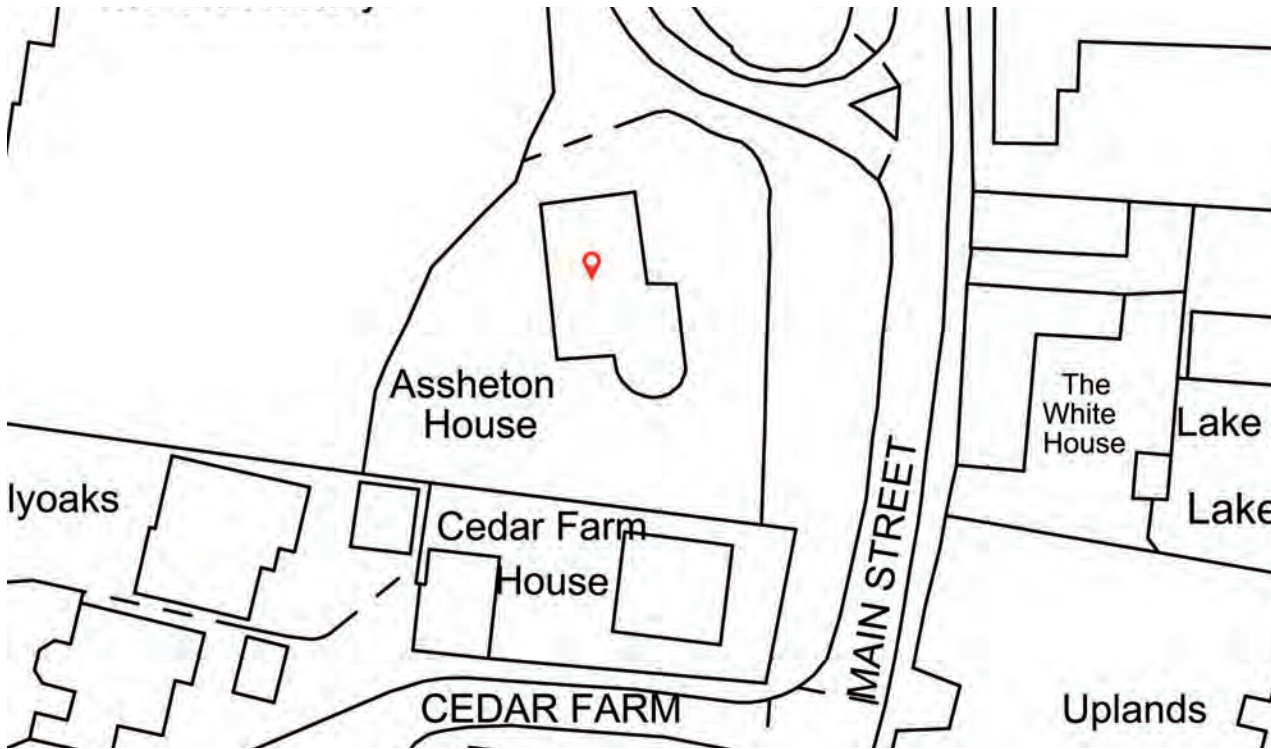 Assheton
House
The
White
House
Lake
lyoaks
Cedar Farm
House
Lake
MAIN STREET
CEDAR FARM
Uplands